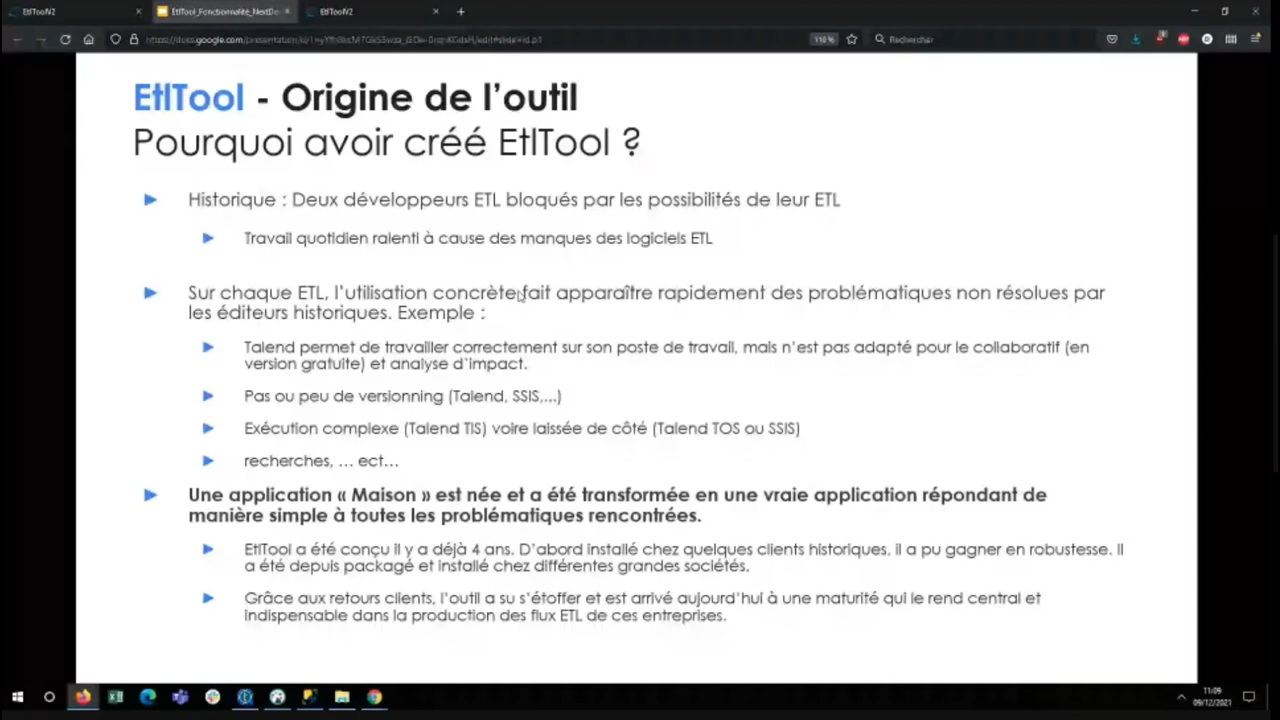 EtlToolV2
EtlTool_Fonctionnalité_NextDe
EtlToolV2
110 %
Rechercher
EtlTool - Origine de l’outil
Pourquoi avoir créé EtlTool ?
Historique : Deux développeurs ETL bloqués par les possibilités de leur ETL
Travail quotidien ralenti à cause des manques des logiciels ETL
Sur chaque ETL, l’utilisation concrète fait apparaître rapidement des problématiques non résolues par
les éditeurs historiques. Exemple :
Talend permet de travailler correctement sur son poste de travail, mais n’est pas adapté pour le collaboratif (en
version gratuite) et analyse d’impact.
Pas ou peu de versionning (Talend, SSIS,...)
Exécution complexe (Talend TIS) voire laissée de côté (Talend TOS ou SSIS)
recherches, … ect…
Une application « Maison » est née et a été transformée en une vraie application répondant de
manière simple à toutes les problématiques rencontrées.
EtlTool a été conçu il y a déjà 4 ans. D’abord installé chez quelques clients historiques, il a pu gagner en robustesse. Il
a été depuis packagé et installé chez différentes grandes sociétés.
Grâce aux retours clients, l’outil a su s’étoffer et est arrivé aujourd’hui à une maturité qui le rend central et
indispensable dans la production des flux ETL de ces entreprises.
11:09
09/12/2021